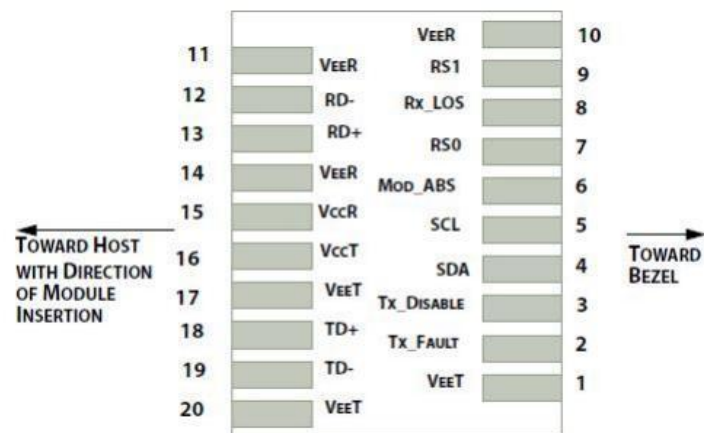 11 VEER
12 RD-
13 RD+
14 VEER
15 VCCR
16 VCCT
17 VEET
18 TD+
19 TD-
20 VEET
VEER 10
RS1 9
RX_LOS 8
RS0 7
MOD_ABS 6
SCL 5
SDA 4
TX_DISABLE 3
TX_FAULT 2
VEET 1
TOWARD HOST
WITH DIRECTION
OF MODULE
INSERTION
TOWARD
BEZEL